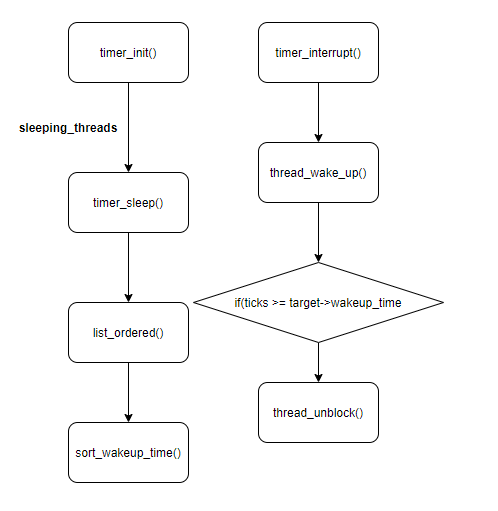 timer_init()
sleeping_threads
timer_sleep()
list_ordered()
sort_wakeup_time()
timer_interrupt()
thread_wake_up()
if(ticks >= target->wakeup_time
thread_unblock()